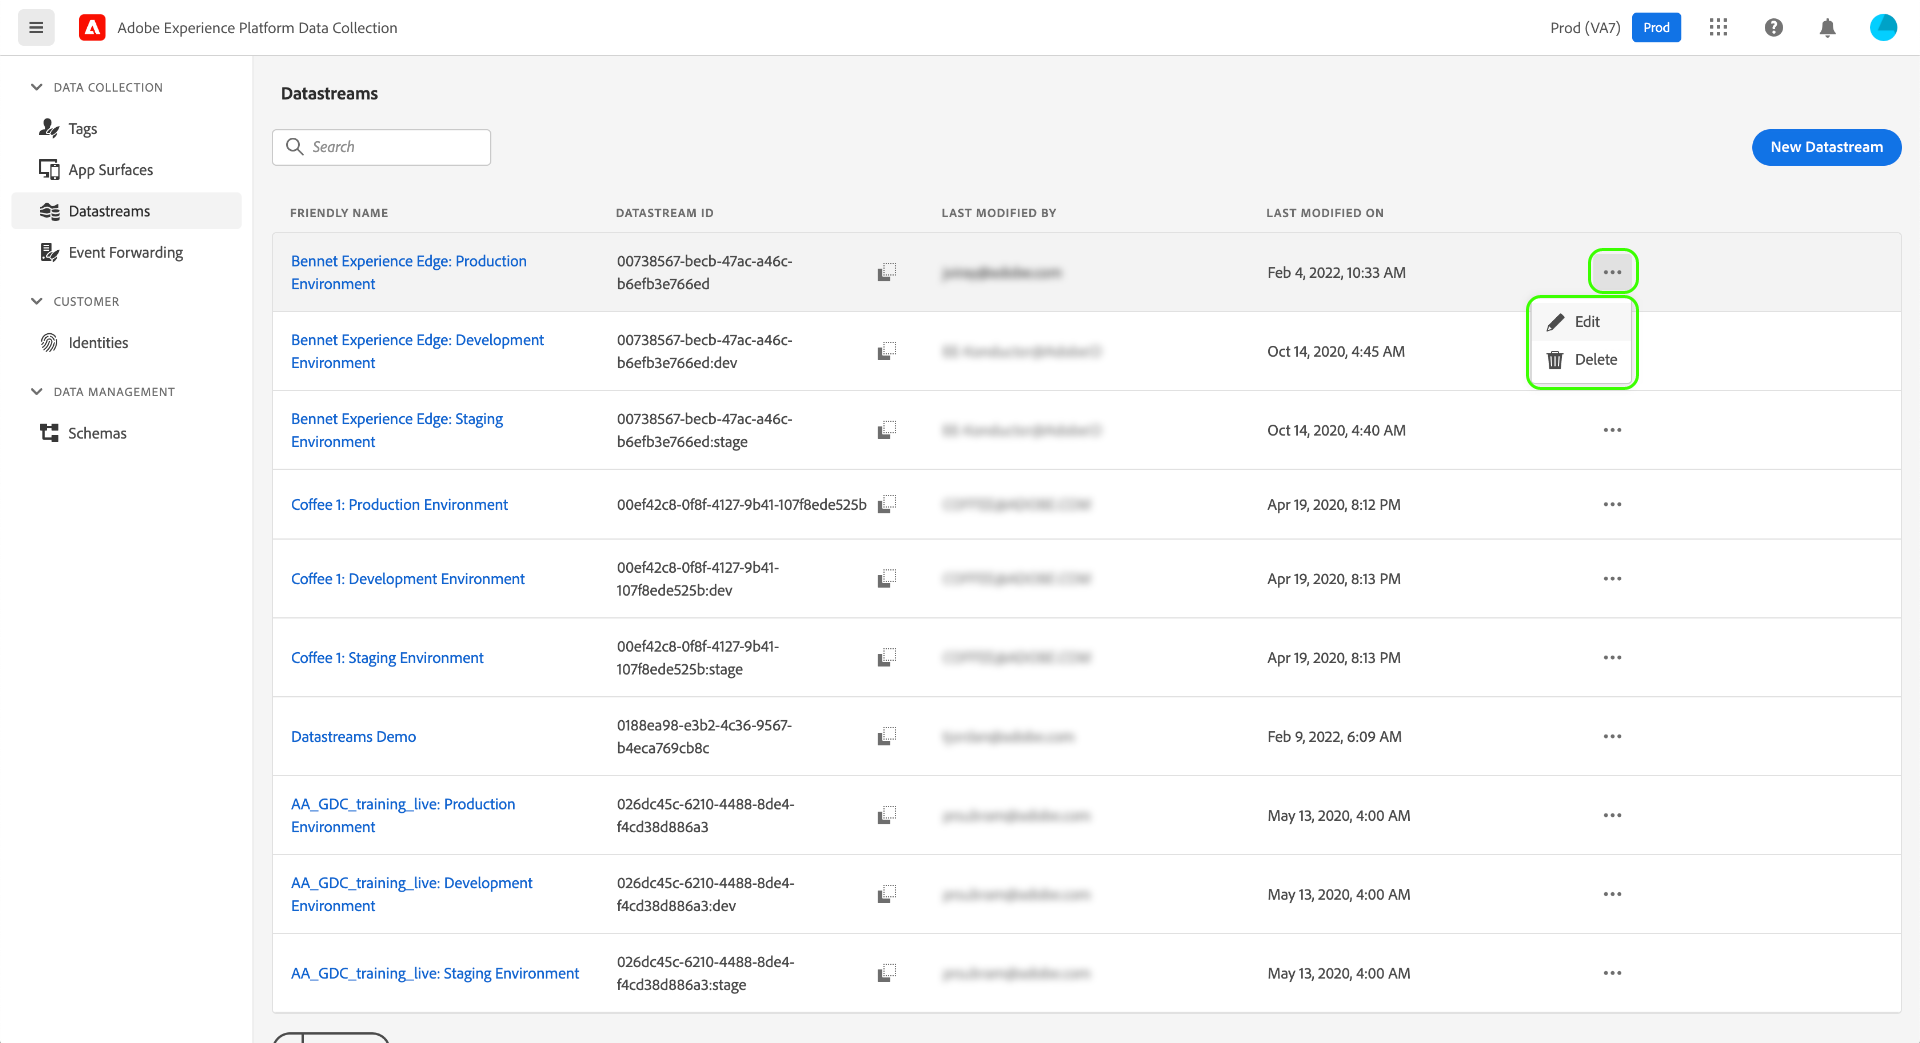 Adobe Experience Platform Data Collection
Prod (VA7)
Prod
DATA COLLECTION
Tags
App Surfaces
Datastreams
Event Forwarding
CUSTOMER
Identities
DATA MANAGEMENT
Schemas
Datastreams
Search
New Datastream
FRIENDLY NAME
DATASTREAM ID
LAST MODIFIED BY
LAST MODIFIED ON
Bennet Experience Edge: Production
Environment
00738567-becb-47ac-a46c-
b6efb3e766ed
Feb 4, 2022, 10:33 AM
Edit
Delete
Bennet Experience Edge: Development
Environment
00738567-becb-47ac-a46c-
b6efb3e766ed:dev
Oct 14, 2020, 4:45 AM
Bennet Experience Edge: Staging
Environment
00738567-becb-47ac-a46c-
b6efb3e766ed:stage
Oct 14, 2020, 4:40 AM
Coffee 1: Production Environment
00ef42c8-0f8f-4127-9b41-107f8ede525b
Apr 19, 2020, 8:12 PM
Coffee 1: Development Environment
00ef42c8-0f8f-4127-9b41-
107f8ede525b:dev
Apr 19, 2020, 8:13 PM
Coffee 1: Staging Environment
00ef42c8-0f8f-4127-9b41-
107f8ede525b:stage
Apr 19, 2020, 8:13 PM
Datastreams Demo
0188ea98-e3b2-4c36-9567-
b4eca769cb8c
Feb 9, 2022, 6:09 AM
AA_GDC_training_live: Production
Environment
026dc45c-6210-4488-8de4-
f4cd38d886a3
May 13, 2020, 4:00 AM
AA_GDC_training_live: Development
Environment
026dc45c-6210-4488-8de4-
f4cd38d886a3:dev
May 13, 2020, 4:00 AM
AA_GDC_training_live: Staging Environment
026dc45c-6210-4488-8de4-
f4cd38d886a3:stage
May 13, 2020, 4:00 AM